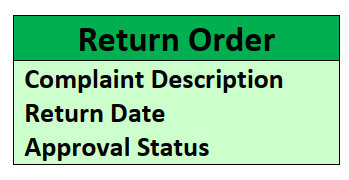 Return Order
Complaint Description
Return Date
Approval Status